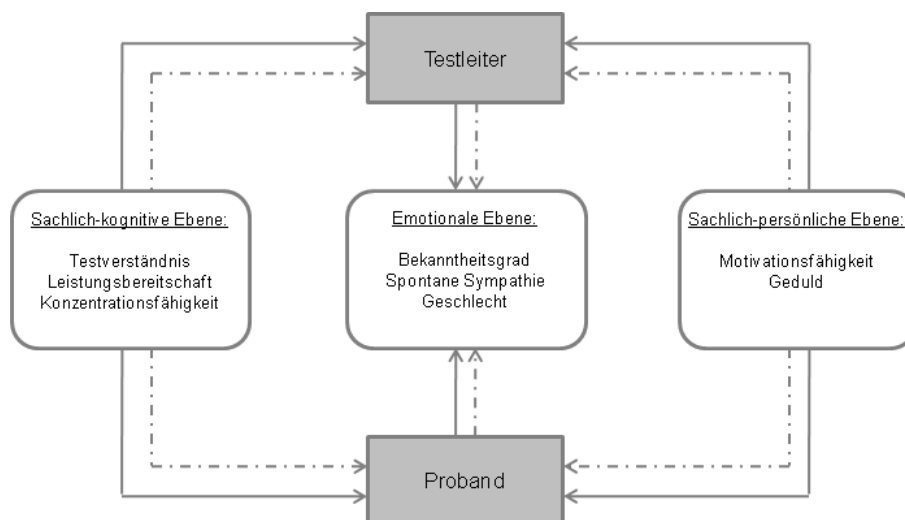 Testleiter
Sachlich-kognitive Ebene:
Testverständnis
Leistungsbereitschaft
Konzentrationsfähigkeit
Emotionale Ebene:
Bekanntheitsgrad
Spontane Sympathie
Geschlecht
Sachlich-persönliche Ebene:
Motivationsfähigkeit
Geduld
Proband